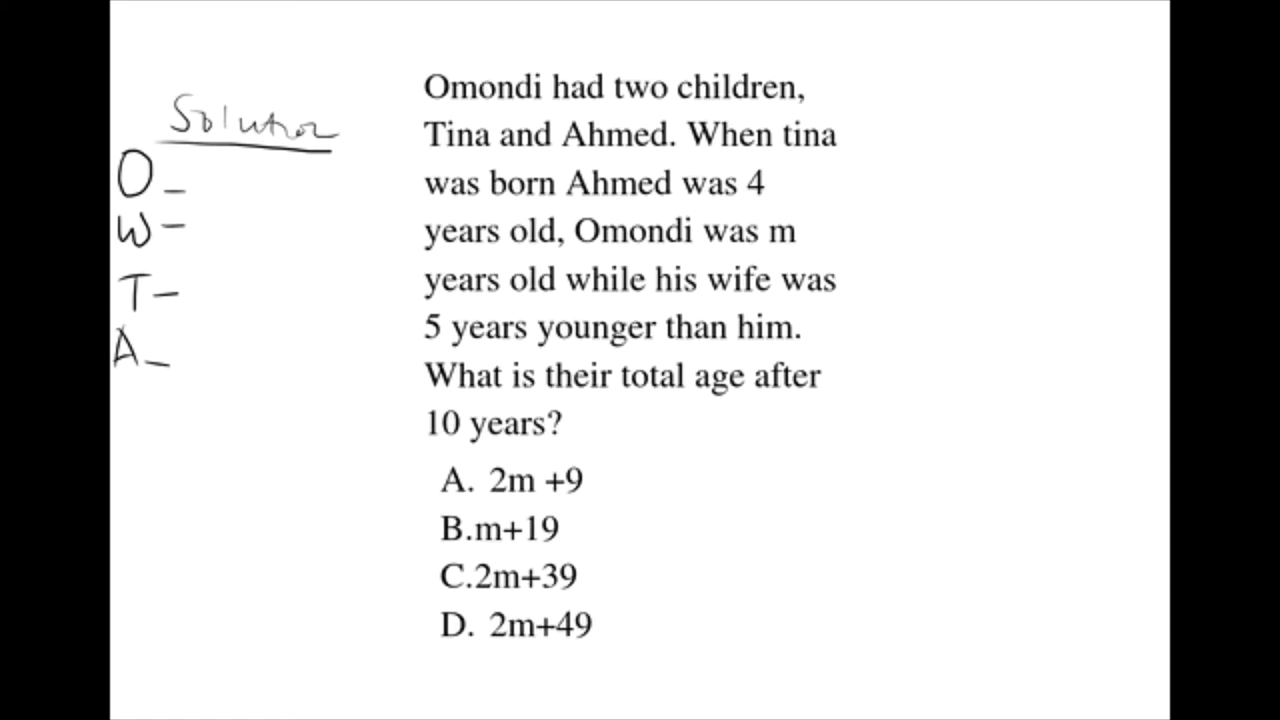 Solution
O -
W -
T -
A -
Omondi had two children,
Tina and Ahmed. When tina
was born Ahmed was 4
years old, Omondi was m
years old while his wife was
5 years younger than him.
What is their total age after
10 years?
A. 2m +9
B.m+19
C.2m+39
D. 2m+49